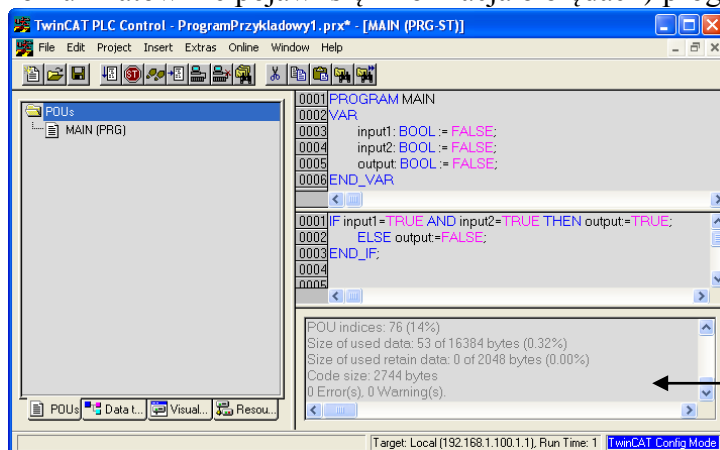 TwinCAT PLC Control - ProgramPrzykladowy1.prx* - [MAIN (PRG-ST)]
File Edit Project Insert Extras Online Window Help
POUs
MAIN (PRG)
0001 PROGRAM MAIN
0002 VAR
0003 input1: BOOL := FALSE;
0004 input2: BOOL := FALSE;
0005 output: BOOL := FALSE;
0006 END_VAR
0001 IF input1=TRUE AND input2=TRUE THEN output:=TRUE;
0002 ELSE output:=FALSE;
0003 END_IF;
0004
0005
POU indices: 76 (14%)
Size of used data: 53 of 16384 bytes (0.32%)
Size of used retain data: 0 of 2048 bytes (0.00%)
Code size: 2744 bytes
0 Error(s), 0 Warning(s).
POUs Data t... Visual... Resou...
Target: Local (192.168.1.100.1.1), Run Time: 1 TwinCAT Config Mode